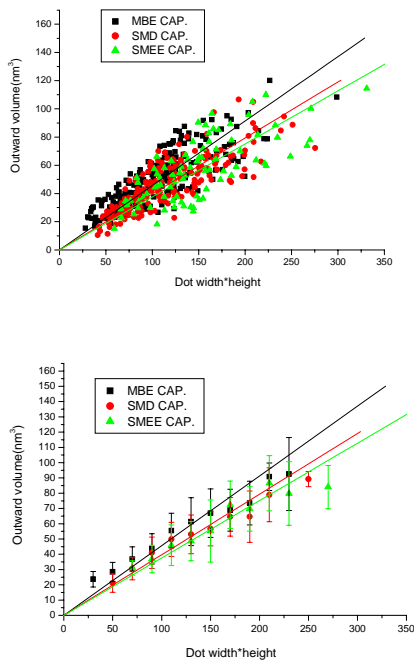 160
140
120
100
80
60
40
20
0
Outward volume(nm³)
MBE CAP.
SMD CAP.
SMEE CAP.
0 50 100 150 200 250 300 350
Dot width*height
160
150
140
130
120
110
100
90
80
70
60
50
40
30
20
10
0
Outward volume(nm³)
MBE CAP.
SMD CAP.
SMEE CAP.
0 50 100 150 200 250 300 350
Dot width*height